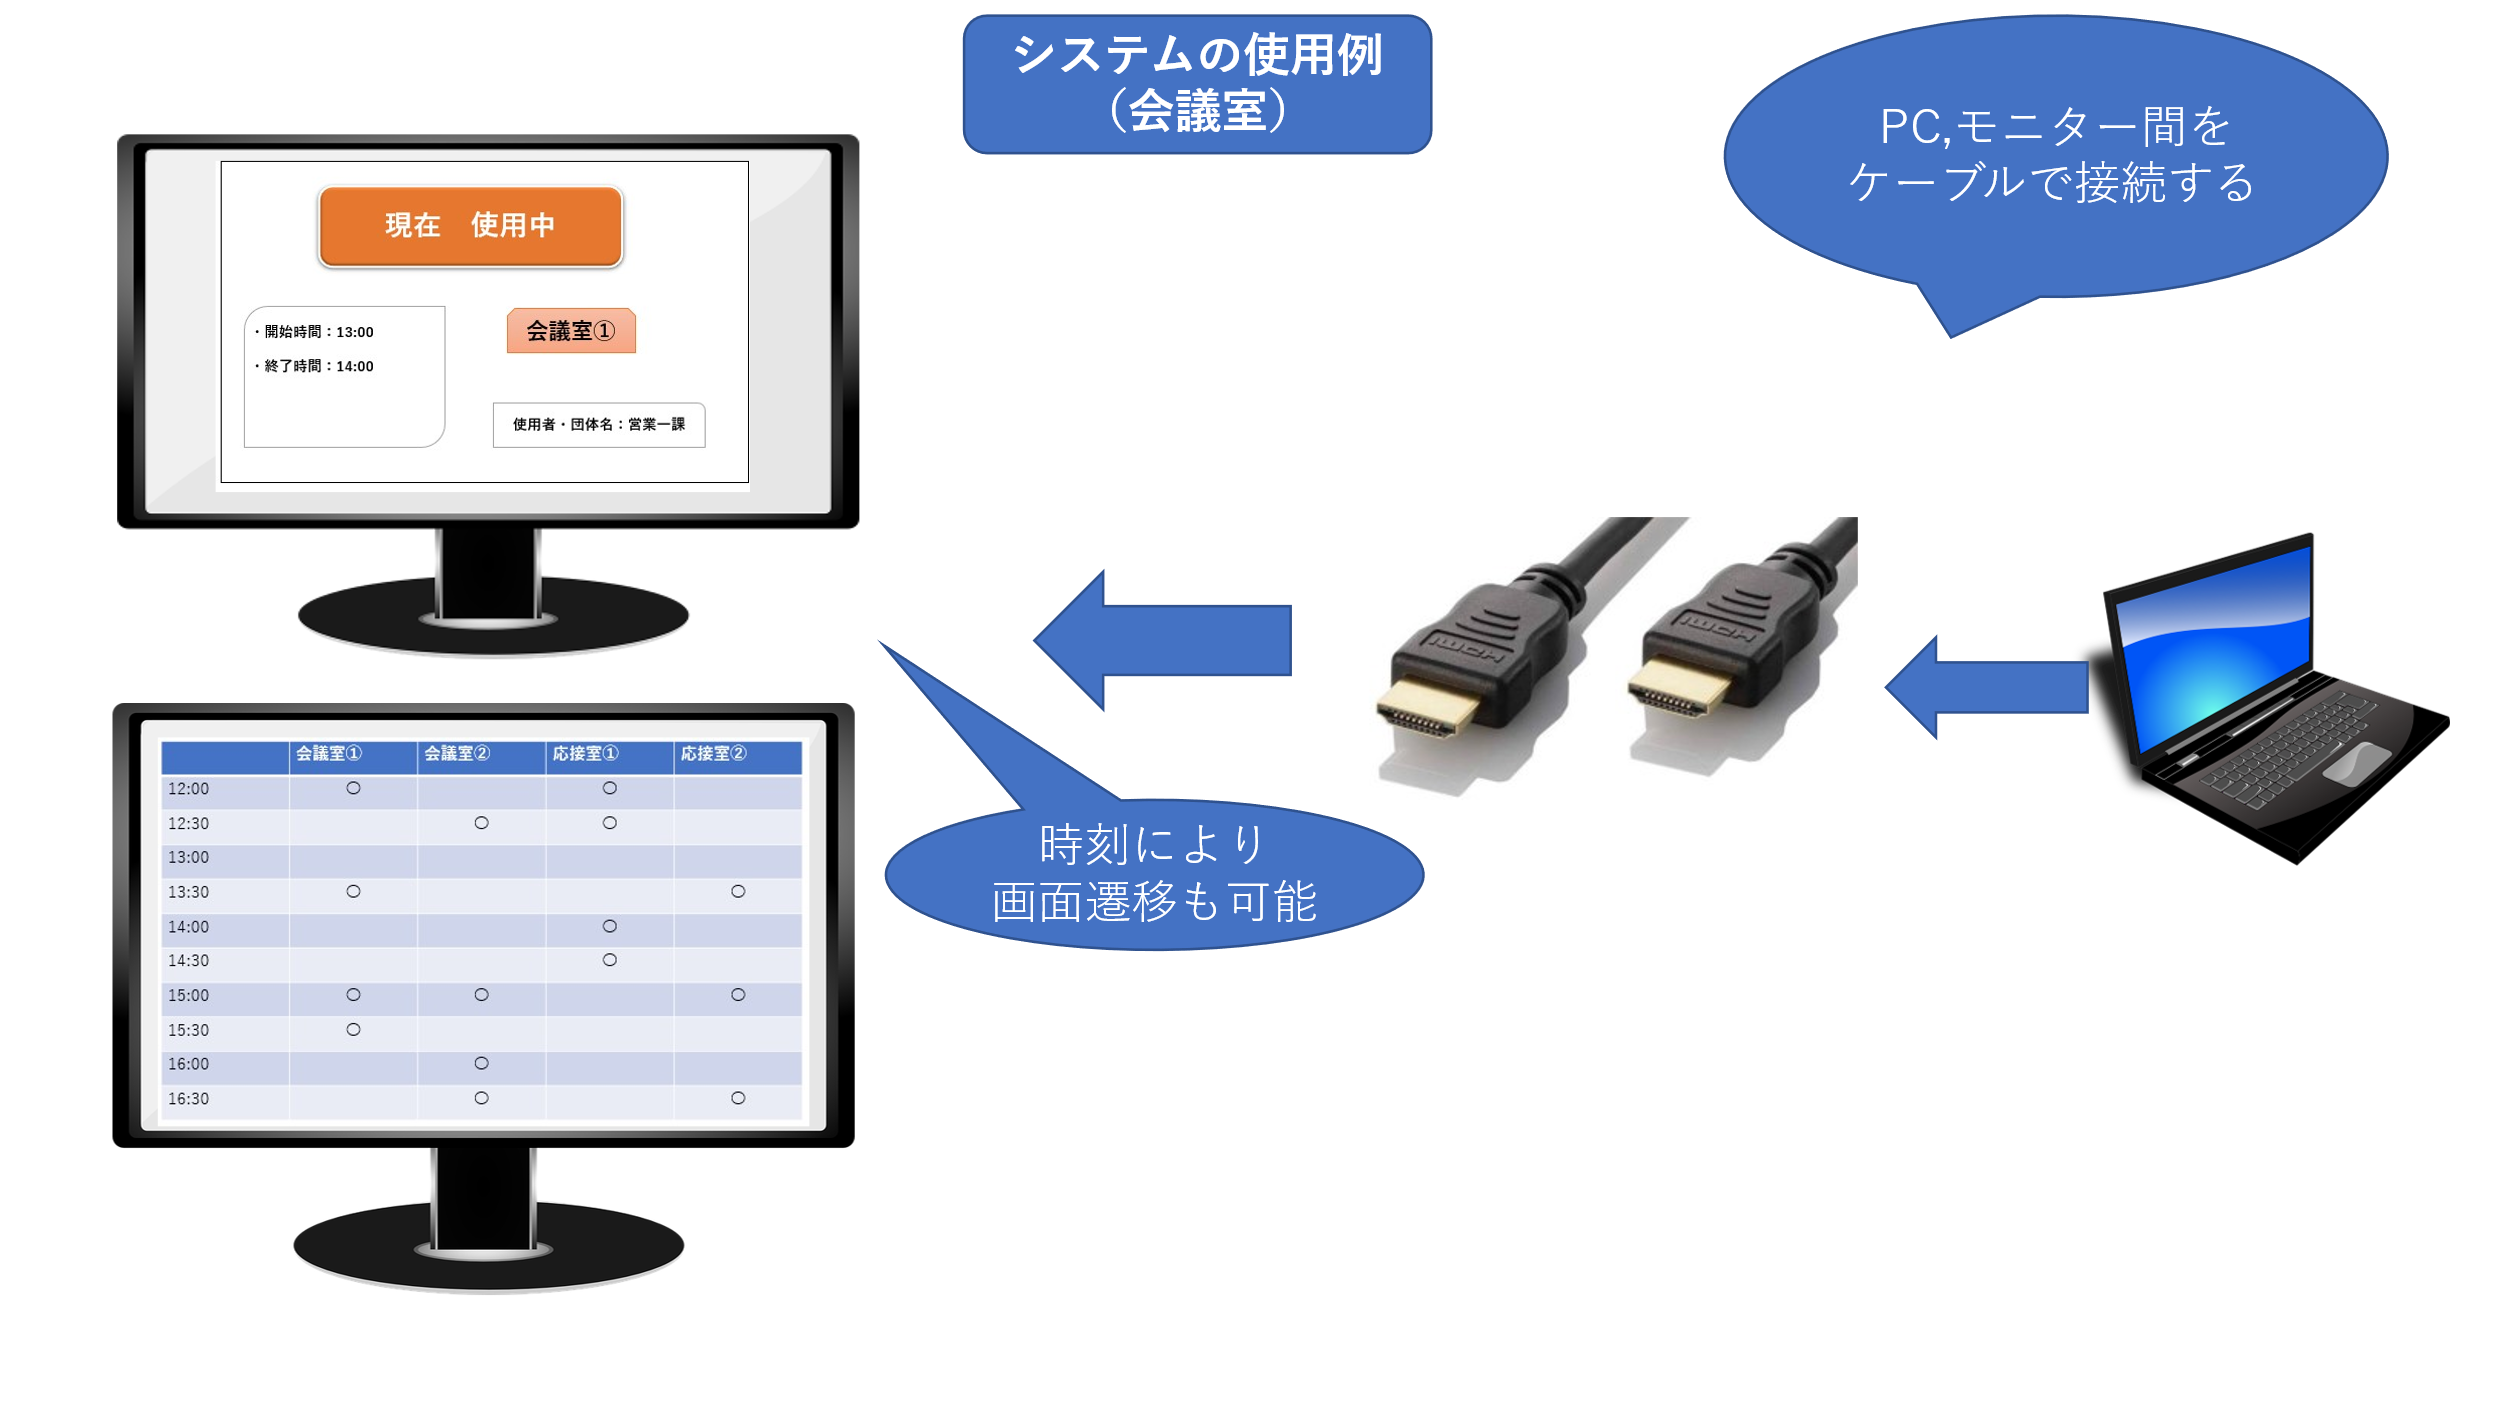 システムの使用例
（会議室）
PC,モニター間を
ケーブルで接続する
現在　使用中
・開始時間：13:00
・終了時間：14:00
会議室①
使用者・団体名：営業一課
HDMI
HDMI
時刻により
画面遷移も可能
会議室① 会議室② 応接室① 応接室②
12:00 ○ ○
12:30 ○ ○
13:00
13:30 ○ ○
14:00 ○
14:30 ○
15:00 ○ ○ ○
15:30 ○
16:00 ○
16:30 ○ ○